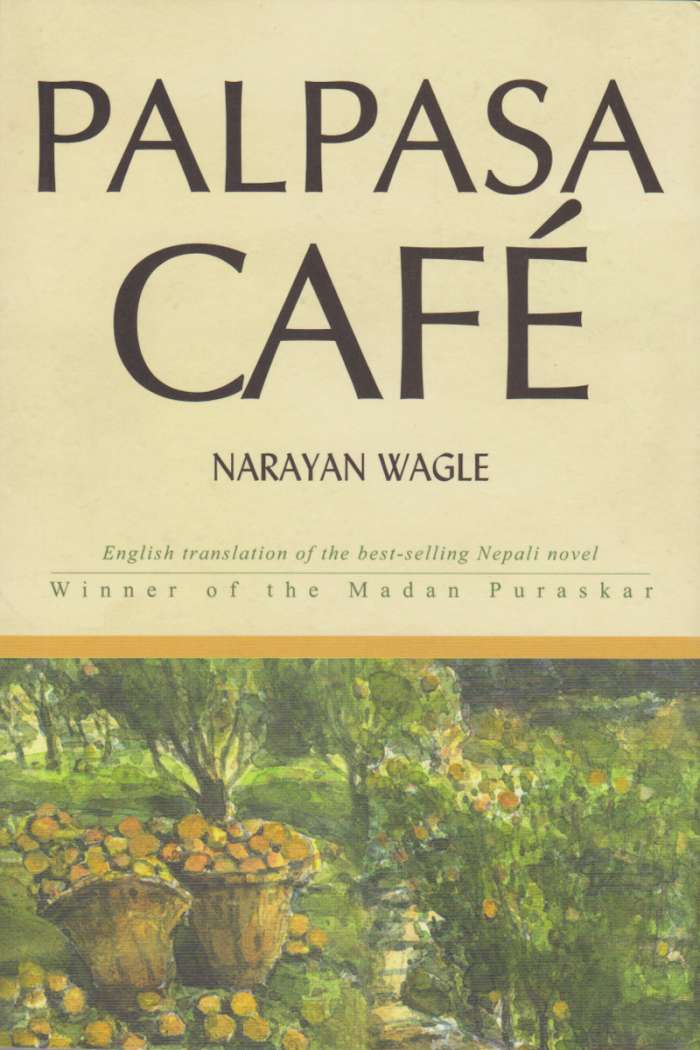 PALPASA
CAFÉ
NARAYAN WAGLE
English translation of the best-selling Nepali novel
Winner of the Madan Puraskar